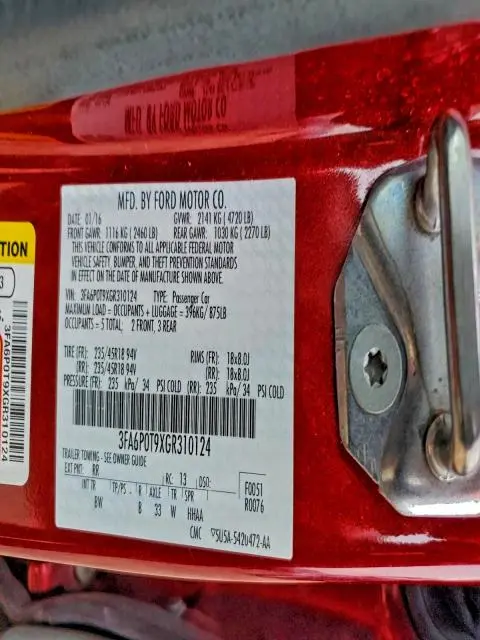 MFD. BY FORD MOTOR CO.
DATE: 01/16 GVWR: 2141 KG ( 4720 LB)
FRONT GAWR: 1116 KG ( 2460 LB) REAR GAWR: 1030 KG ( 2270 LB)
THIS VEHICLE CONFORMS TO ALL APPLICABLE FEDERAL MOTOR
VEHICLE SAFETY, BUMPER, AND THEFT PREVENTION STANDARDS
IN EFFECT ON THE DATE OF MANUFACTURE SHOWN ABOVE.
VIN: 3FA6P0T9XGR310124 TYPE: Passenger Car
MAXIMUM LOAD = OCCUPANTS + LUGGAGE = 396KG/ 875LB
OCCUPANTS = 5 TOTAL: 2 FRONT, 3 REAR
TIRE (FR): 235/45R18 94V RIMS (FR): 18x8.0J
(RR): 235/45R18 94V (RR): 18x8.0J
PRESSURE (FR): 235 kPa/ 34 PSI COLD (RR): 235 kPa/ 34 PSI COLD
3FA6P0T9XGR310124
TRAILER TOWING - SEE OWNER GUIDE
EXT PNT: RR RC: 13 DSO:
INT TR TP/PS R AXLE TR SPR
BW B 33 W HHAA
F0051
R0076
CMC 5U5A-5420472-AA
TION
3
3FA6P0T9XGR310124
MFD. BY FORD MOTOR CO